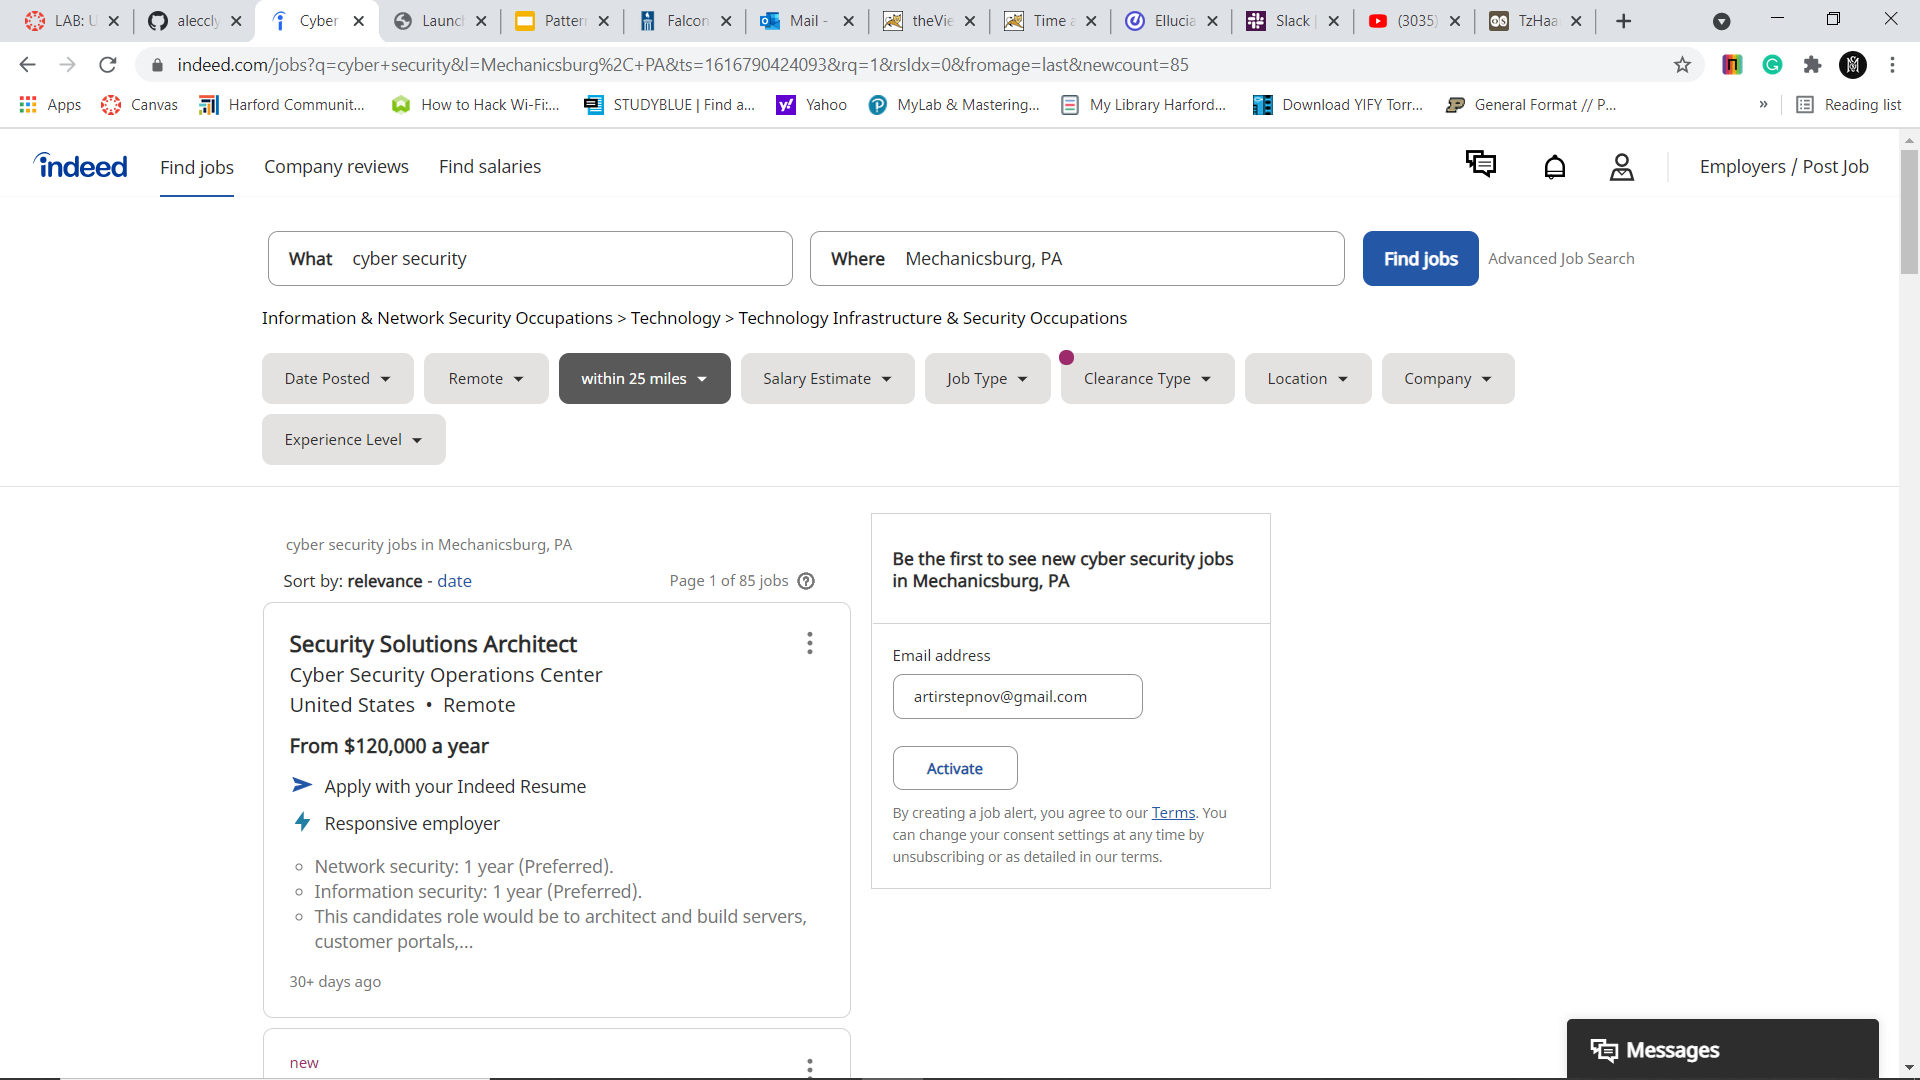 LAB: U
aleccly
Cyber
Launch
Pattern
Falcon
Mail -
theVie
Time a
Ellucia
Slack |
(3035)
TzHaa
indeed.com/jobs?q=cyber+security&l=Mechanicsburg%2C+PA&ts=1616790424093&rq=1&rsIdx=0&fromage=last&newcount=85
Apps
Canvas
Harford Communit...
How to Hack Wi-Fi:...
STUDYBLUE | Find a...
Yahoo
MyLab & Mastering...
My Library Harford...
Download YIFY Torr...
General Format // P...
»
Reading list
indeed
Find jobs
Company reviews
Find salaries
Employers / Post Job
What cyber security
Where Mechanicsburg, PA
Find jobs
Advanced Job Search
Information & Network Security Occupations > Technology > Technology Infrastructure & Security Occupations
Date Posted
Remote
within 25 miles
Salary Estimate
Job Type
Clearance Type
Location
Company
Experience Level
cyber security jobs in Mechanicsburg, PA
Sort by: relevance - date
Page 1 of 85 jobs
Security Solutions Architect
Cyber Security Operations Center
United States • Remote
From $120,000 a year
Apply with your Indeed Resume
Responsive employer
Network security: 1 year (Preferred).
Information security: 1 year (Preferred).
This candidates role would be to architect and build servers,
customer portals,...
30+ days ago
new
Be the first to see new cyber security jobs
in Mechanicsburg, PA
Email address
artirstepnov@gmail.com
Activate
By creating a job alert, you agree to our Terms. You
can change your consent settings at any time by
unsubscribing or as detailed in our terms.
Messages